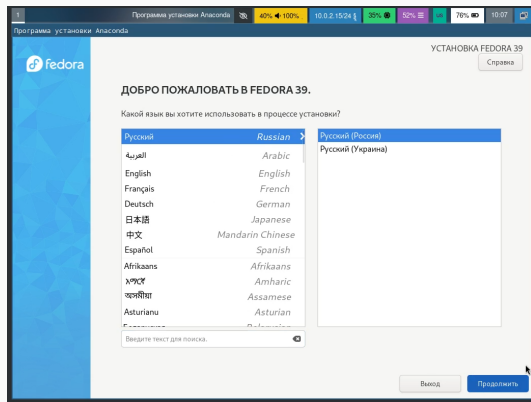 1 Программа установки Anaconda 40% 100% 10.0.2.15/24 35% 52% us 76% 10:07
Программа установки Anaconda
fedora
УСТАНОВКА FEDORA 39
Справка
ДОБРО ПОЖАЛОВАТЬ В FEDORA 39.
Какой язык вы хотите использовать в процессе установки?
Русский Russian
العربية Arabic
English English
Français French
Deutsch German
日本語 Japanese
中文 Mandarin Chinese
Español Spanish
Afrikaans Afrikaans
አማርኛ Amharic
অসমীয়া Assamese
Asturianu Asturian
Русский (Россия)
Русский (Украина)
Введите текст для поиска.
Выход
Продолжить